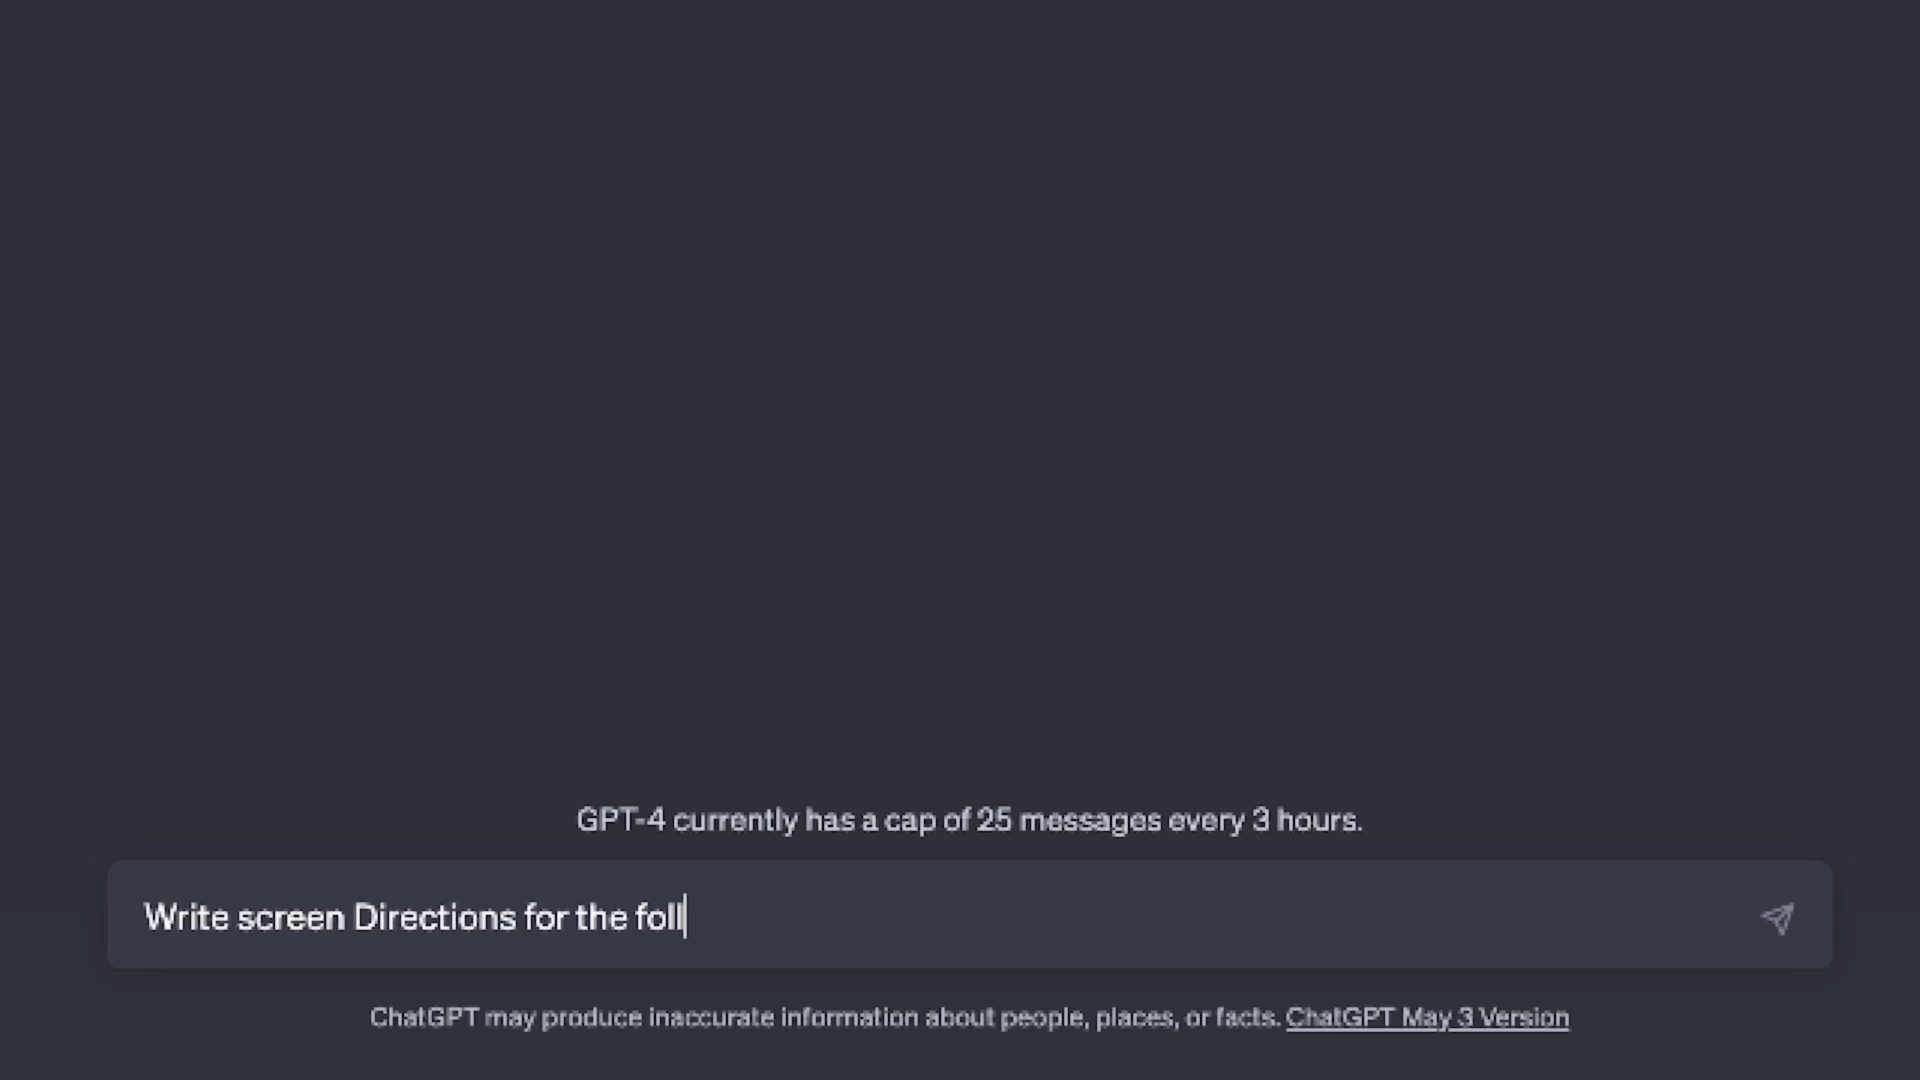 GPT-4 currently has a cap of 25 messages every 3 hours.
Write screen Directions for the foll
ChatGPT may produce inaccurate information about people, places, or facts. ChatGPT May 3 Version